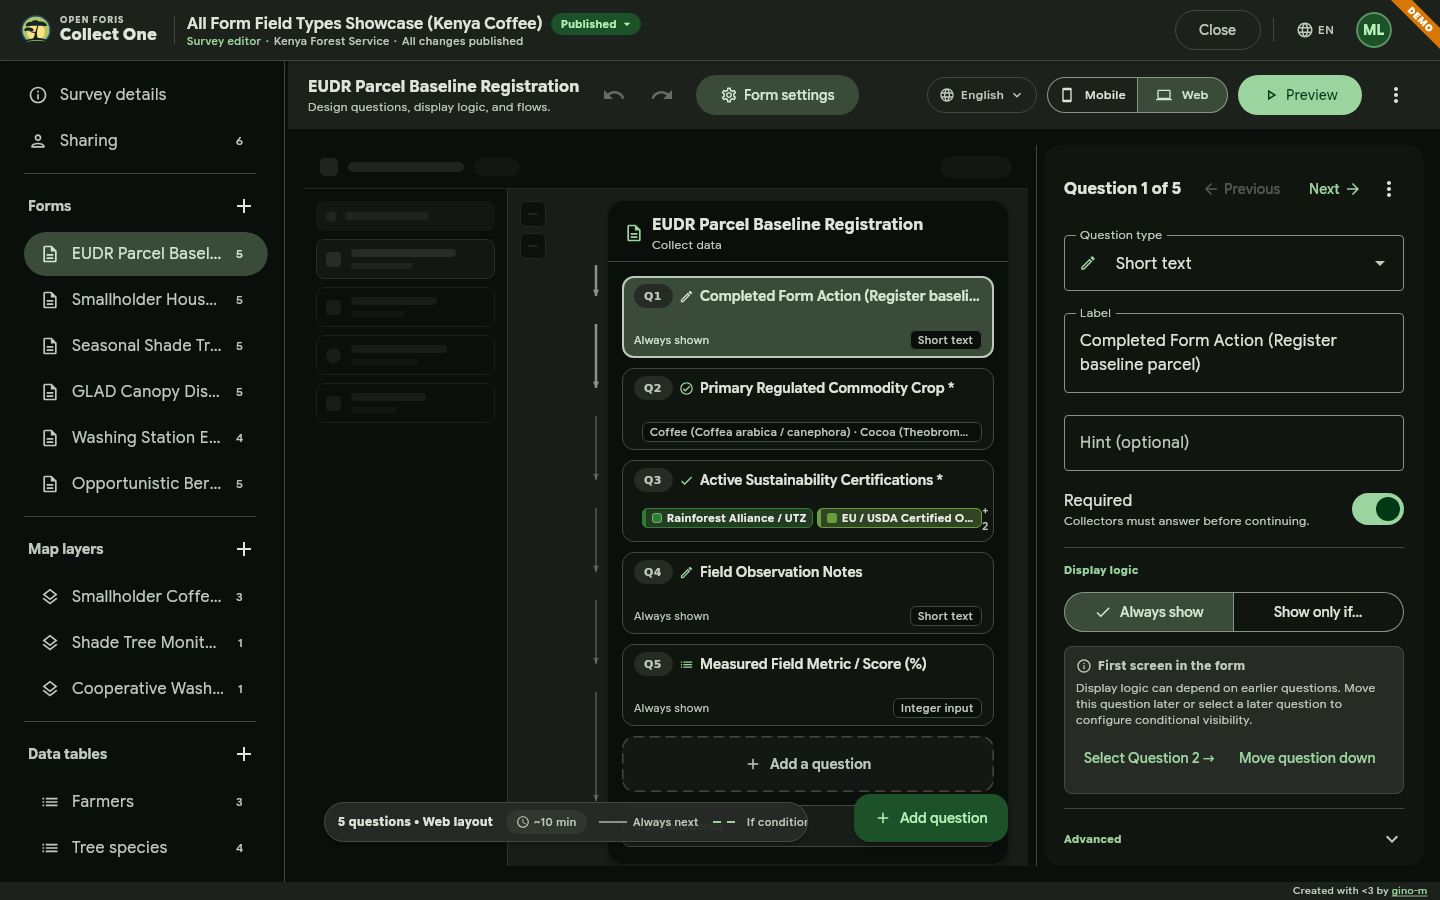 OPEN FORIS
Collect One
All Form Field Types Showcase (Kenya Coffee)
Published
Survey editor · Kenya Forest Service · All changes published
Close
EN
ML
DEMO
Survey details
Sharing 6
Forms
EUDR Parcel Basel... 5
Smallholder Hous... 5
Seasonal Shade Tr... 5
GLAD Canopy Dis... 5
Washing Station E... 4
Opportunistic Ber... 5
Map layers
Smallholder Coffe... 3
Shade Tree Monit... 1
Cooperative Wash... 1
Data tables
Farmers 3
Tree species 4
EUDR Parcel Baseline Registration
Design questions, display logic, and flows.
Form settings
English
Mobile
Web
Preview
EUDR Parcel Baseline Registration
Collect data
Q1 Completed Form Action (Register baseli...
Always shown Short text
Q2 Primary Regulated Commodity Crop *
Coffee (Coffea arabica / canephora) · Cocoa (Theobrom...
Q3 Active Sustainability Certifications *
Rainforest Alliance / UTZ EU / USDA Certified O... + 2
Q4 Field Observation Notes
Always shown Short text
Q5 Measured Field Metric / Score (%)
Always shown Integer input
Add a question
5 questions • Web layout ~10 min Always next If condition
Add question
Question 1 of 5
Previous
Next
Question type
Short text
Label
Completed Form Action (Register
baseline parcel)
Hint (optional)
Required
Collectors must answer before continuing.
Display logic
Always show
Show only if...
First screen in the form
Display logic can depend on earlier questions. Move
this question later or select a later question to
configure conditional visibility.
Select Question 2 →
Move question down
Advanced
Created with <3 by gino-m